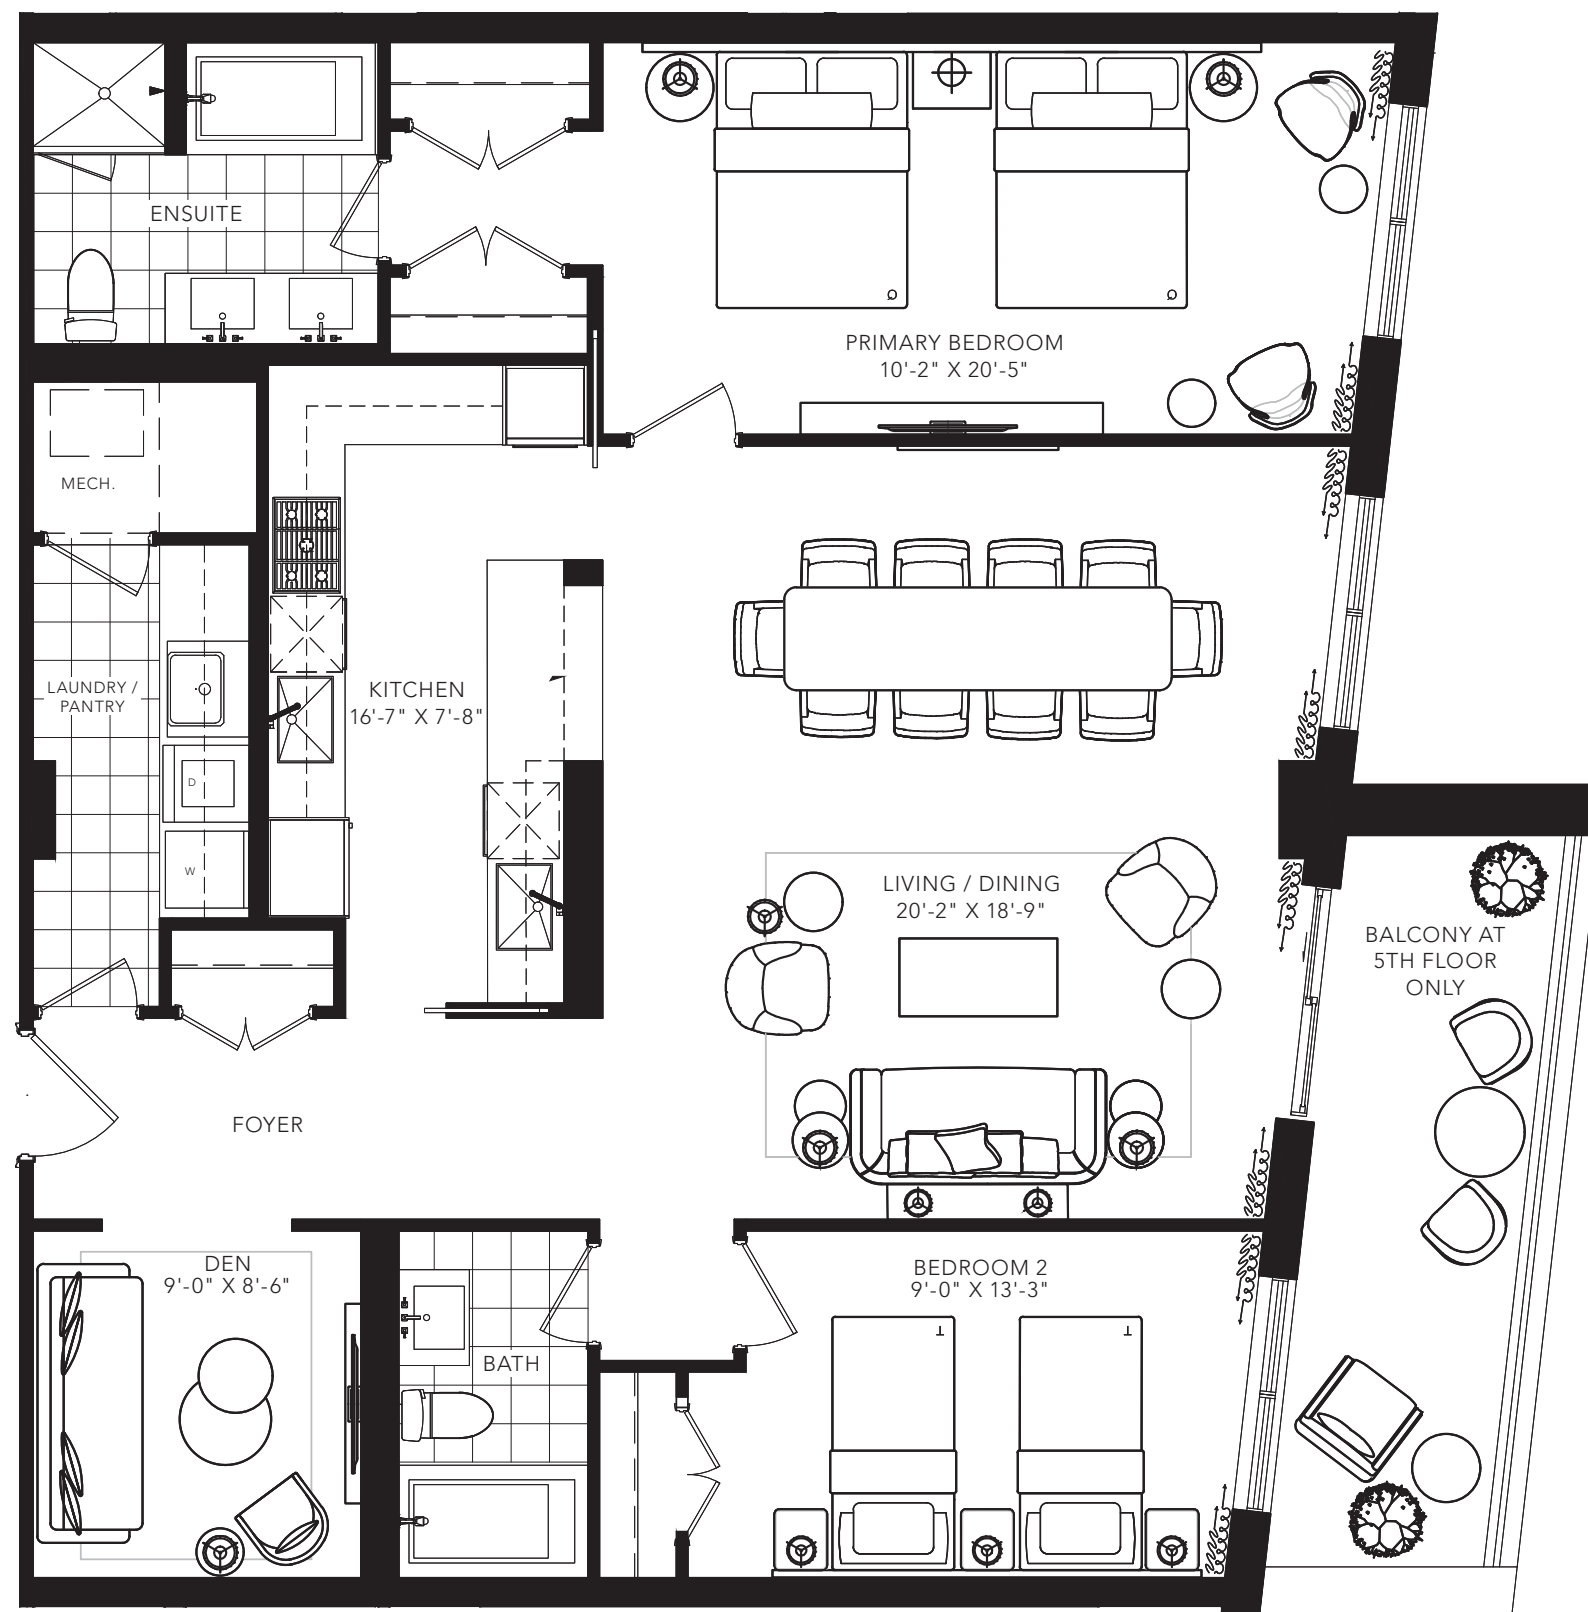 ENSUITE
PRIMARY BEDROOM
10'-2" X 20'-5"
MECH.
LAUNDRY /
PANTRY
KITCHEN
16'-7" X 7'-8"
D
W
LIVING / DINING
20'-2" X 18'-9"
BALCONY AT
5TH FLOOR
ONLY
FOYER
DEN
9'-0" X 8'-6"
BATH
BEDROOM 2
9'-0" X 13'-3"